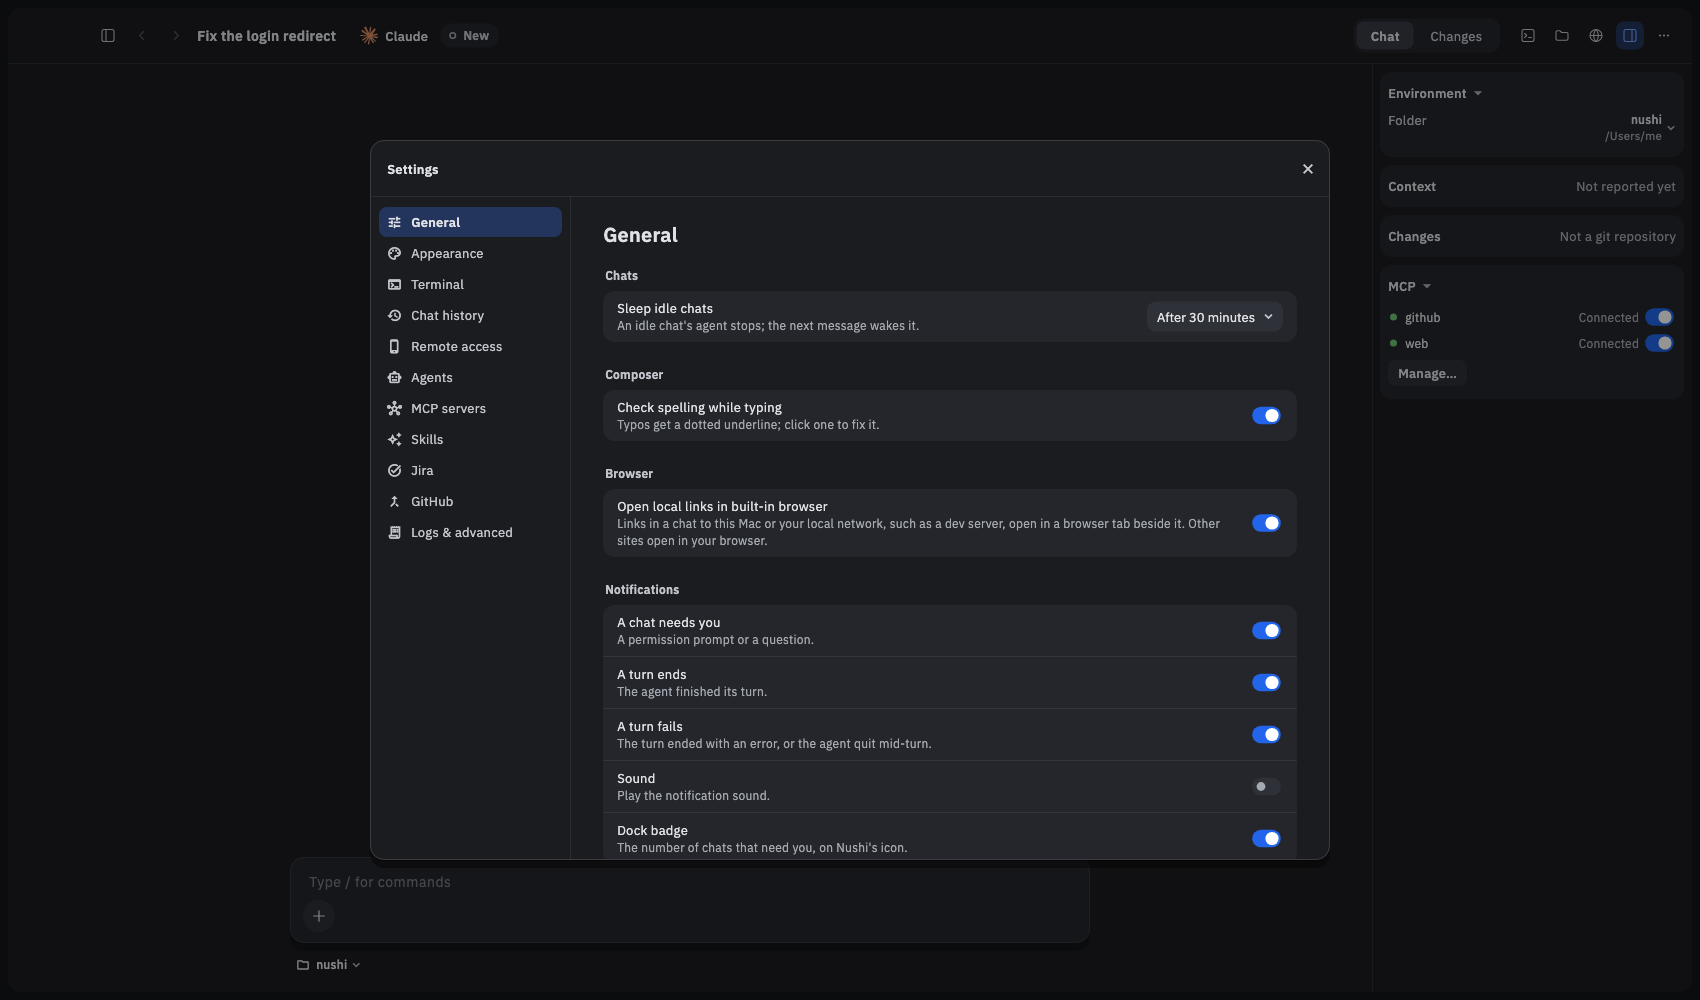 Fix the login redirect
Claude
New
Chat
Changes
Environment
Folder
nushi
/Users/me
Context
Not reported yet
Changes
Not a git repository
MCP
github
Connected
web
Connected
Manage...
Settings
General
Appearance
Terminal
Chat history
Remote access
Agents
MCP servers
Skills
Jira
GitHub
Logs & advanced
General
Chats
Sleep idle chats
An idle chat's agent stops; the next message wakes it.
After 30 minutes
Composer
Check spelling while typing
Typos get a dotted underline; click one to fix it.
Browser
Open local links in built-in browser
Links in a chat to this Mac or your local network, such as a dev server, open in a browser tab beside it. Other
sites open in your browser.
Notifications
A chat needs you
A permission prompt or a question.
A turn ends
The agent finished its turn.
A turn fails
The turn ended with an error, or the agent quit mid-turn.
Sound
Play the notification sound.
Dock badge
The number of chats that need you, on Nushi's icon.
Type / for commands
nushi